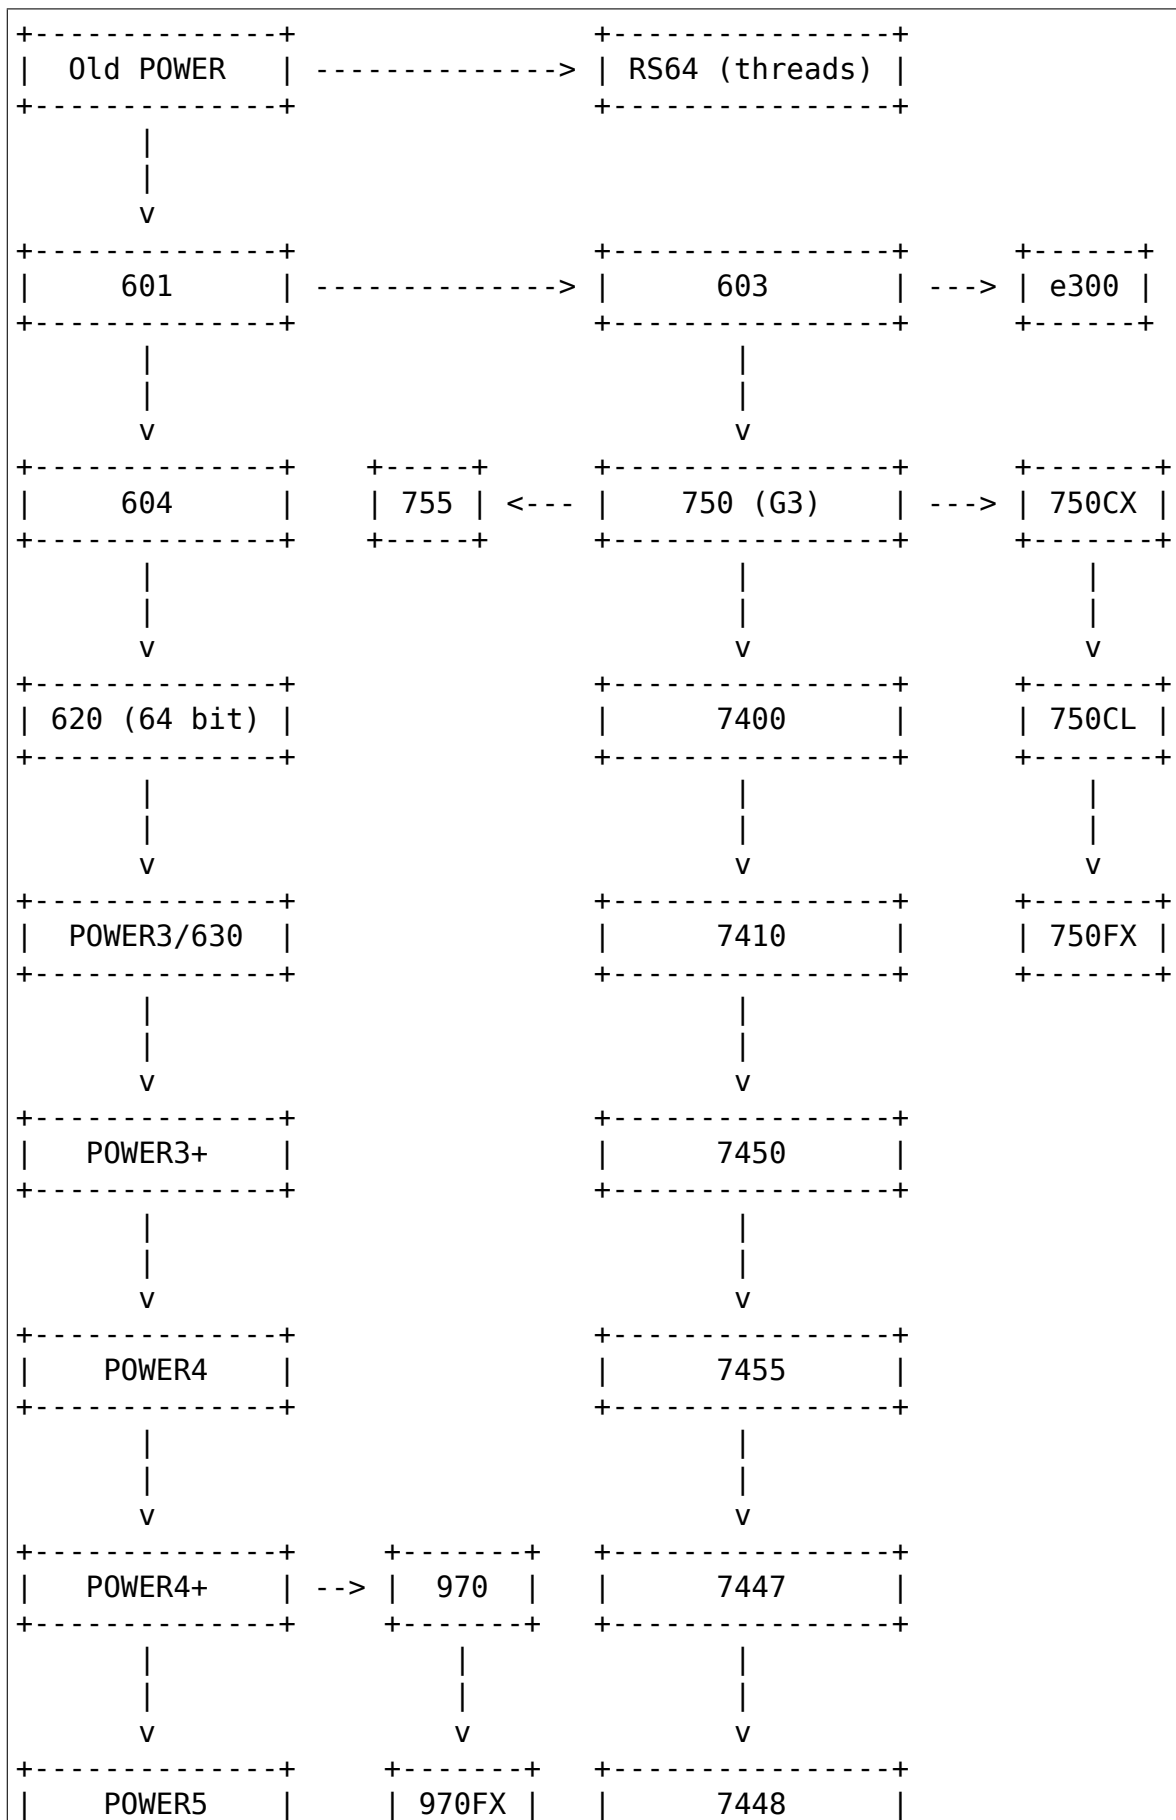 +--------------+                 +----------------+
|  Old POWER   | --------------> | RS64 (threads) |
+--------------+                 +----------------+
       |
       |
       v
+--------------+                 +----------------+      +------+
|     601      | --------------> |      603       | ---> | e300 |
+--------------+                 +----------------+      +------+
       |                                 |
       |                                 |
       v                                 v
+--------------+    +-----+      +----------------+      +-------+
|     604      |    | 755 | <--- |    750 (G3)    | ---> | 750CX |
+--------------+    +-----+      +----------------+      +-------+
       |                                 |                   |
       |                                 |                   |
       v                                 v                   v
+--------------+                 +----------------+      +-------+
| 620 (64 bit) |                 |      7400      |      | 750CL |
+--------------+                 +----------------+      +-------+
       |                                 |                   |
       |                                 |                   |
       v                                 v                   v
+--------------+                 +----------------+      +-------+
|  POWER3/630  |                 |      7410      |      | 750FX |
+--------------+                 +----------------+      +-------+
       |                                 |
       |                                 |
       v                                 v
+--------------+                 +----------------+
|   POWER3+    |                 |      7450      |
+--------------+                 +----------------+
       |                                 |
       |                                 |
       v                                 v
+--------------+                 +----------------+
|    POWER4    |                 |      7455      |
+--------------+                 +----------------+
       |                                 |
       |                                 |
       v                                 v
+--------------+     +-------+   +----------------+
|   POWER4+    | --> |  970  |   |      7447      |
+--------------+     +-------+   +----------------+
       |                 |               |
       |                 |               |
       v                 v               v
+--------------+     +-------+   +----------------+
|    POWER5    |     | 970FX |   |      7448      |